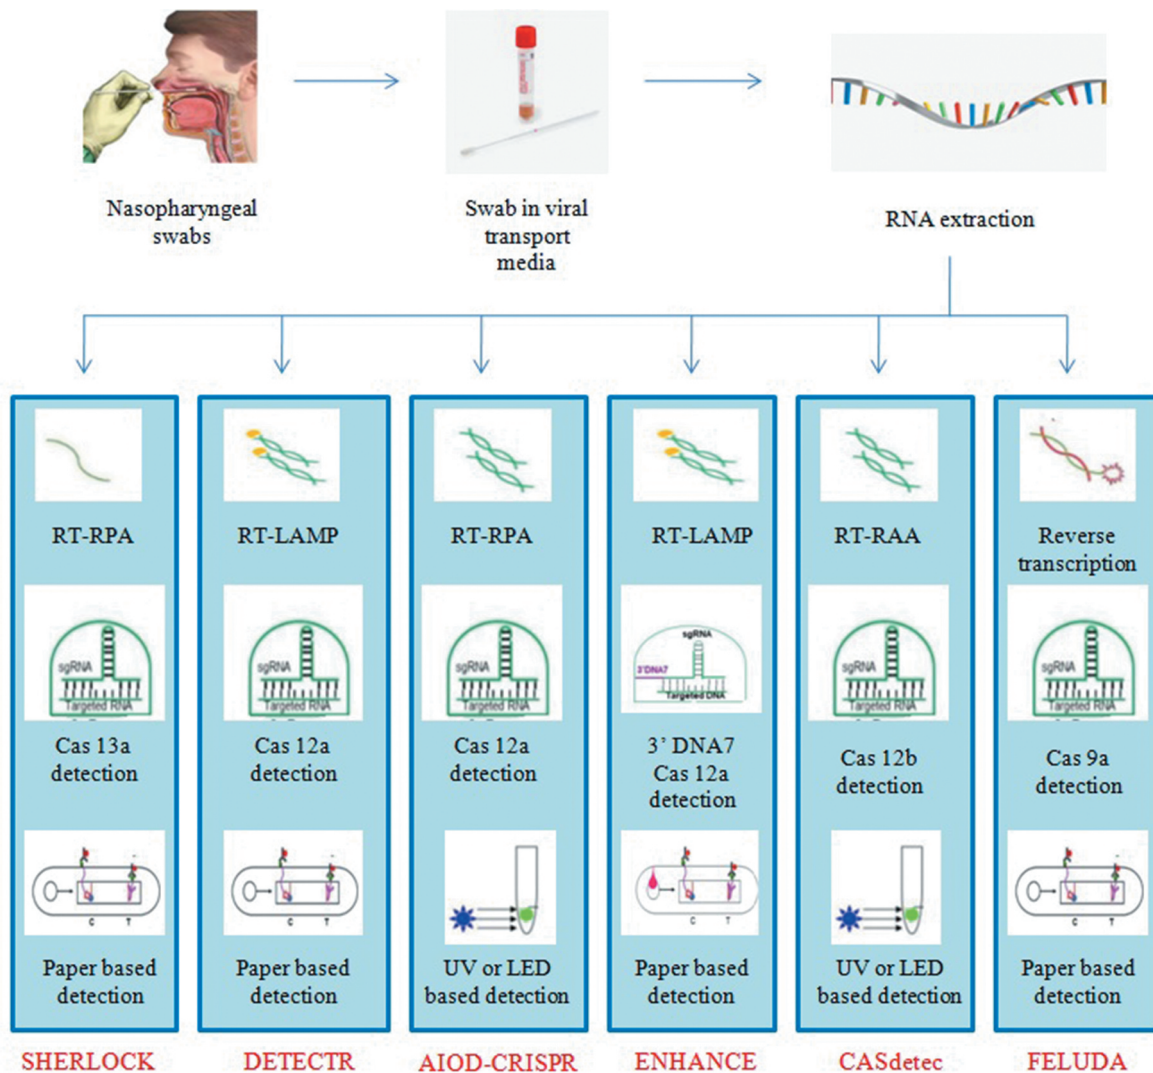 Nasopharyngeal
swabs
Swab in viral
transport
media
RNA extraction
RT-RPA
sgRNA
Targeted RNA
Cas 13a
detection
C T
Paper based
detection
SHERLOCK
RT-LAMP
sgRNA
Targeted RNA
Cas 12a
detection
C T
Paper based
detection
DETECTR
RT-RPA
sgRNA
Targeted RNA
Cas 12a
detection
UV or LED
based detection
AIOD-CRISPR
RT-LAMP
sgRNA
3'DNA7
Targeted DNA
3’ DNA7
Cas 12a
detection
C T
Paper based
detection
ENHANCE
RT-RAA
sgRNA
Targeted RNA
Cas 12b
detection
UV or LED
based detection
CASdetec
Reverse
transcription
sgRNA
Targeted RNA
Cas 9a
detection
C T
Paper based
detection
FELUDA